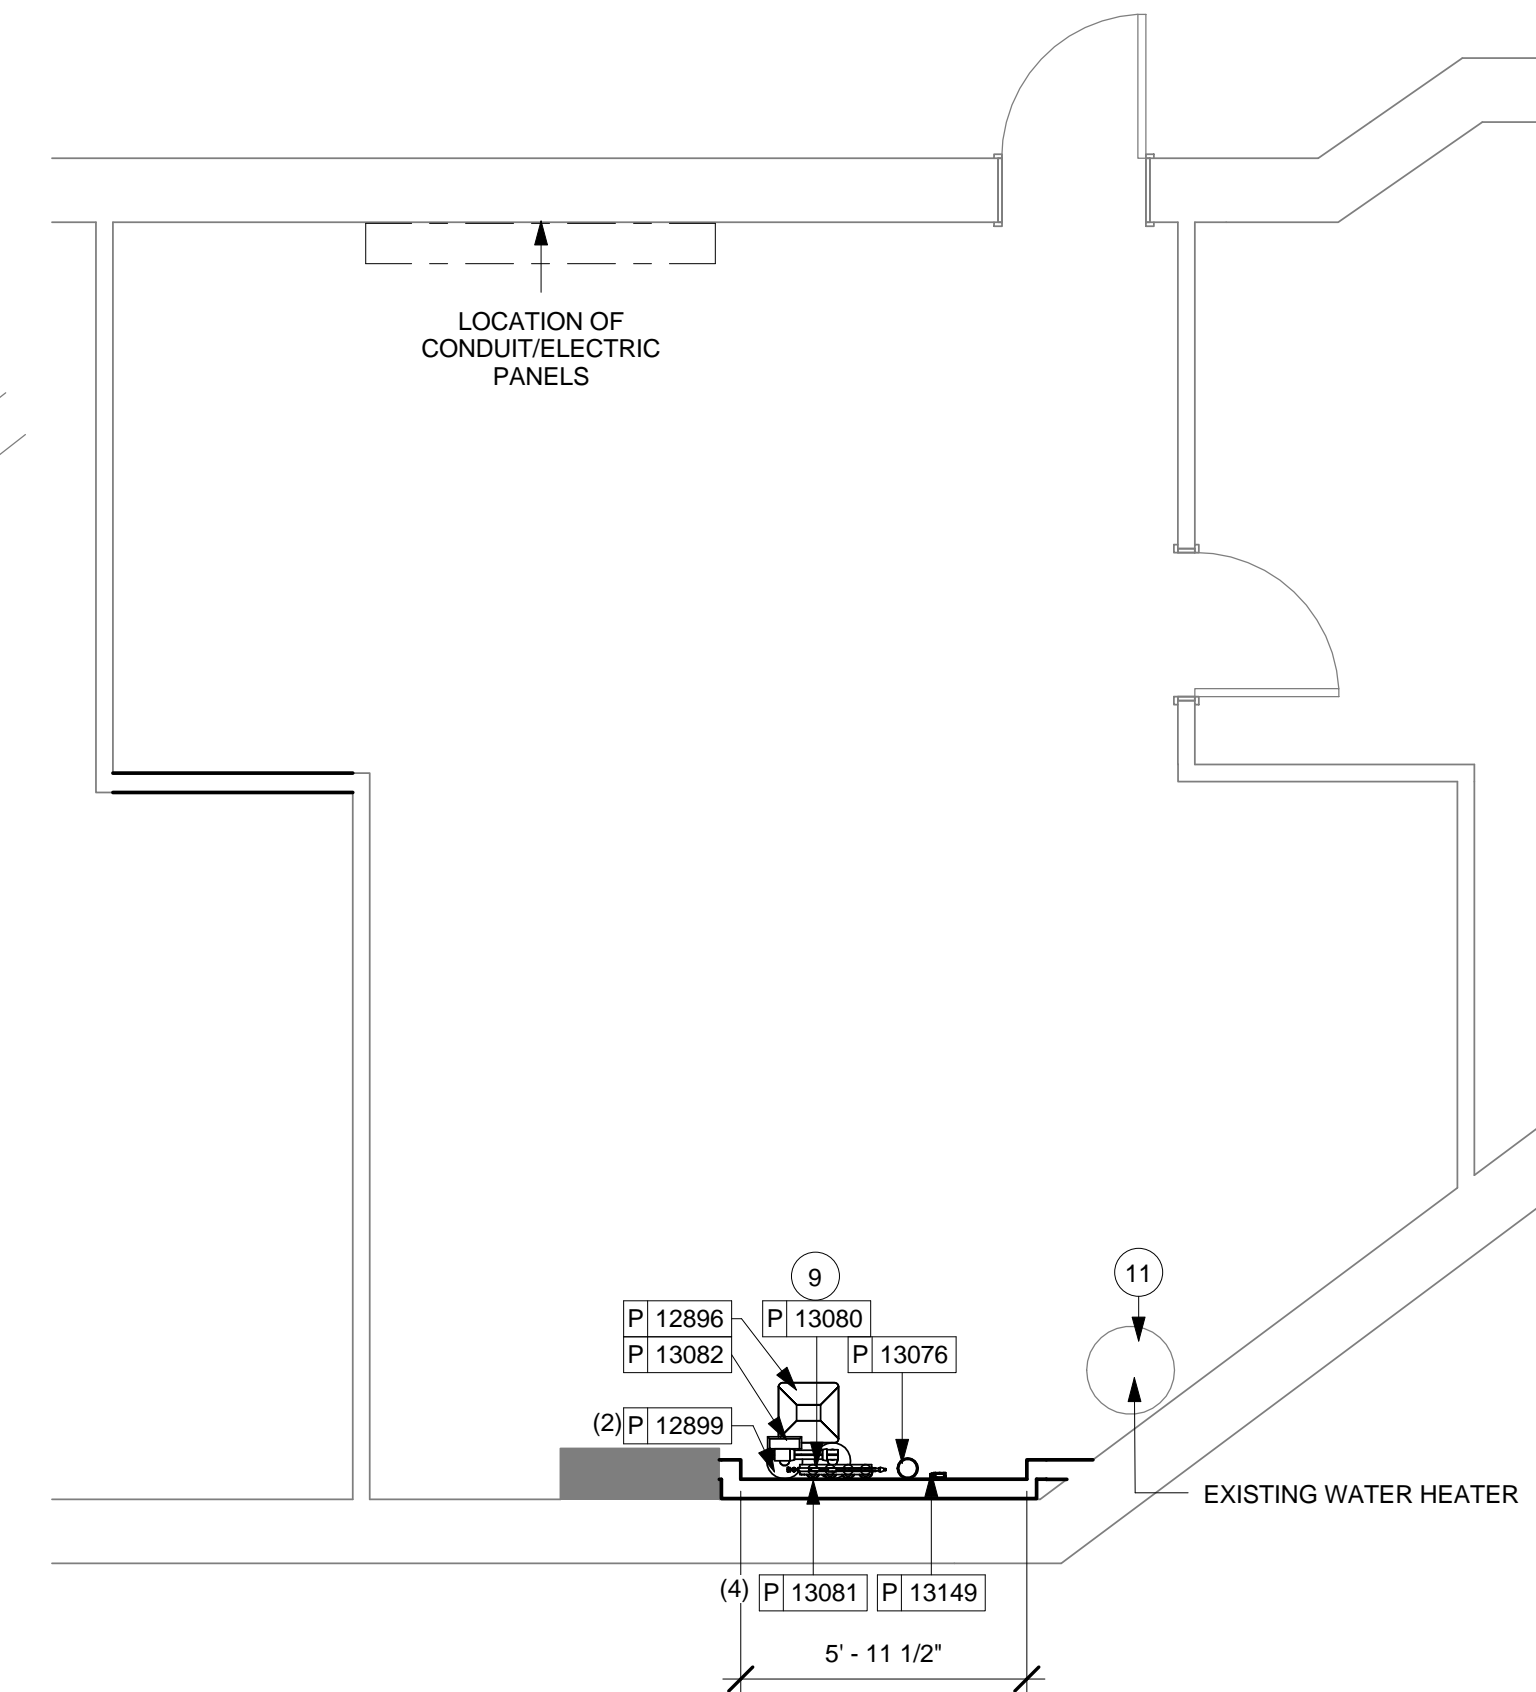 LOCATION OF
CONDUIT/ELECTRIC
PANELS
9
11
P 12896
P 13080
P 13082
P 13076
(2) P 12899
EXISTING WATER HEATER
(4) P 13081
P 13149
5' - 11 1/2"